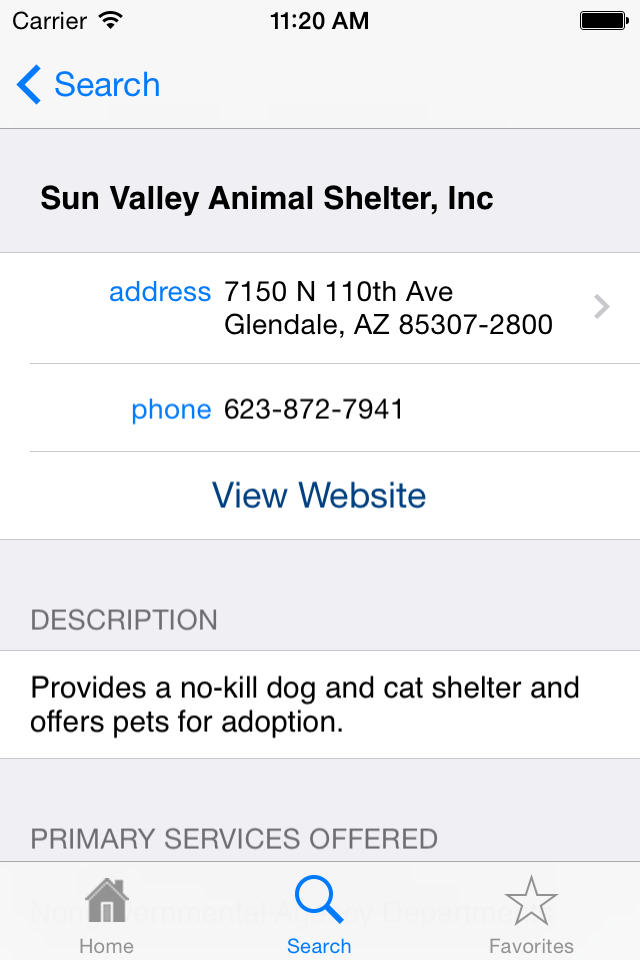 Carrier 11:20 AM
Search
Sun Valley Animal Shelter, Inc
address 7150 N 110th Ave
Glendale, AZ 85307-2800
phone 623-872-7941
View Website
DESCRIPTION
Provides a no-kill dog and cat shelter and
offers pets for adoption.
PRIMARY SERVICES OFFERED
Home Search Favorites